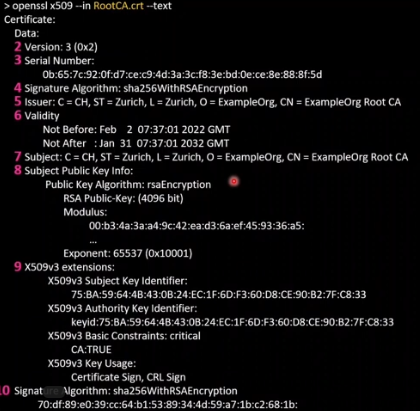 > openssl x509 --in RootCA.crt --text
Certificate:
Data:
2 Version: 3 (0x2)
3 Serial Number:
0b:65:7c:92:0f:d7:ce:c9:4d:3a:3c:f8:3e:bd:0e:ce:8e:88:8f:5d
4 Signature Algorithm: sha256WithRSAEncryption
5 Issuer: C = CH, ST = Zurich, L = Zurich, O = ExampleOrg, CN = ExampleOrg Root CA
6 Validity
Not Before: Feb 2 07:37:01 2022 GMT
Not After : Jan 31 07:37:01 2032 GMT
7 Subject: C = CH, ST = Zurich, L = Zurich, O = ExampleOrg, CN = ExampleOrg Root CA
8 Subject Public Key Info:
Public Key Algorithm: rsaEncryption
RSA Public-Key: (4096 bit)
Modulus:
00:b3:4a:3a:a4:9c:42:ea:d3:6a:ef:45:93:36:a5:
...
Exponent: 65537 (0x10001)
9 X509v3 extensions:
X509v3 Subject Key Identifier:
75:BA:59:64:4B:43:0B:24:EC:1F:6D:F3:60:D8:CE:90:B2:7F:C8:33
X509v3 Authority Key Identifier:
keyid:75:BA:59:64:4B:43:0B:24:EC:1F:6D:F3:60:D8:CE:90:B2:7F:C8:33
X509v3 Basic Constraints: critical
CA:TRUE
X509v3 Key Usage:
Certificate Sign, CRL Sign
10 Signature Algorithm: sha256WithRSAEncryption
70:df:89:e0:39:cc:64:b1:53:89:34:4d:59:a7:1b:c2:68:1b: